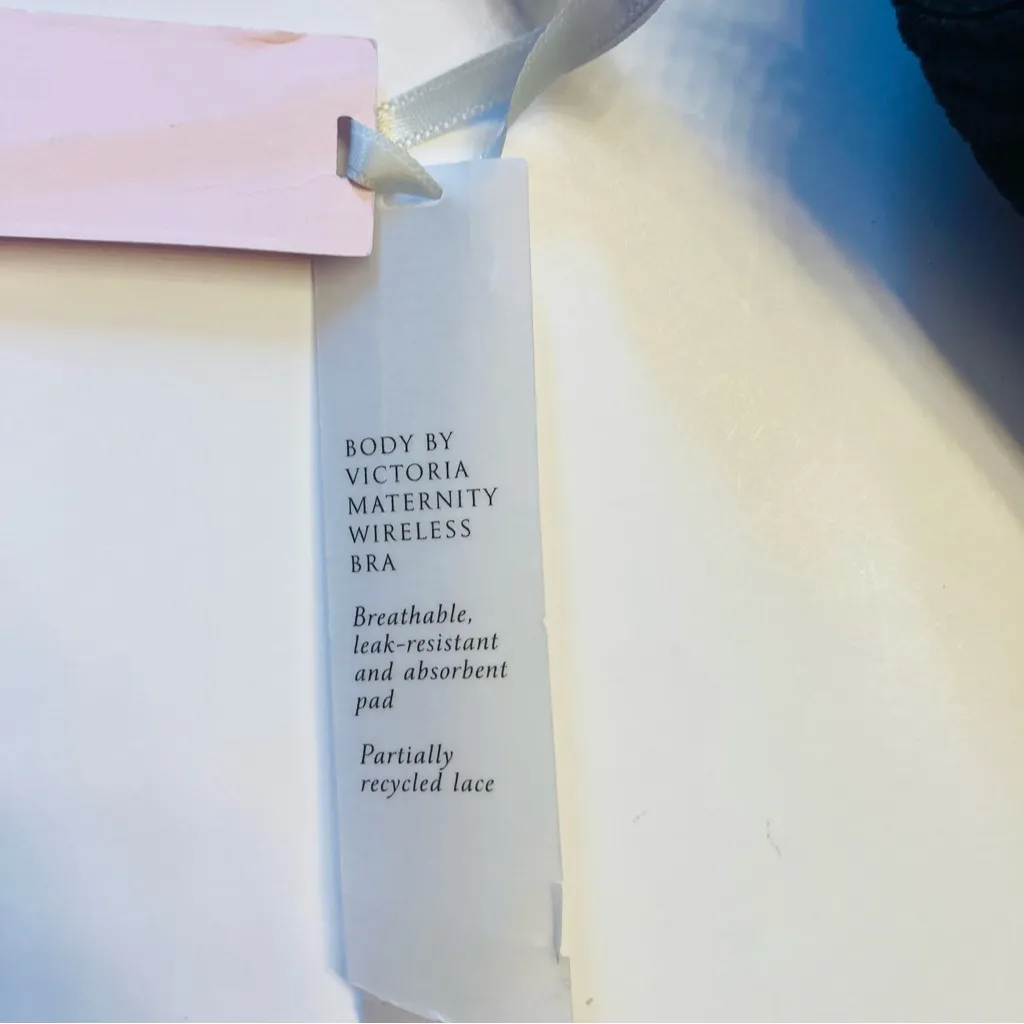 BODY BY
VICTORIA
MATERNITY
WIRELESS
BRA
Breathable,
leak-resistant
and absorbent
pad
Partially
recycled lace